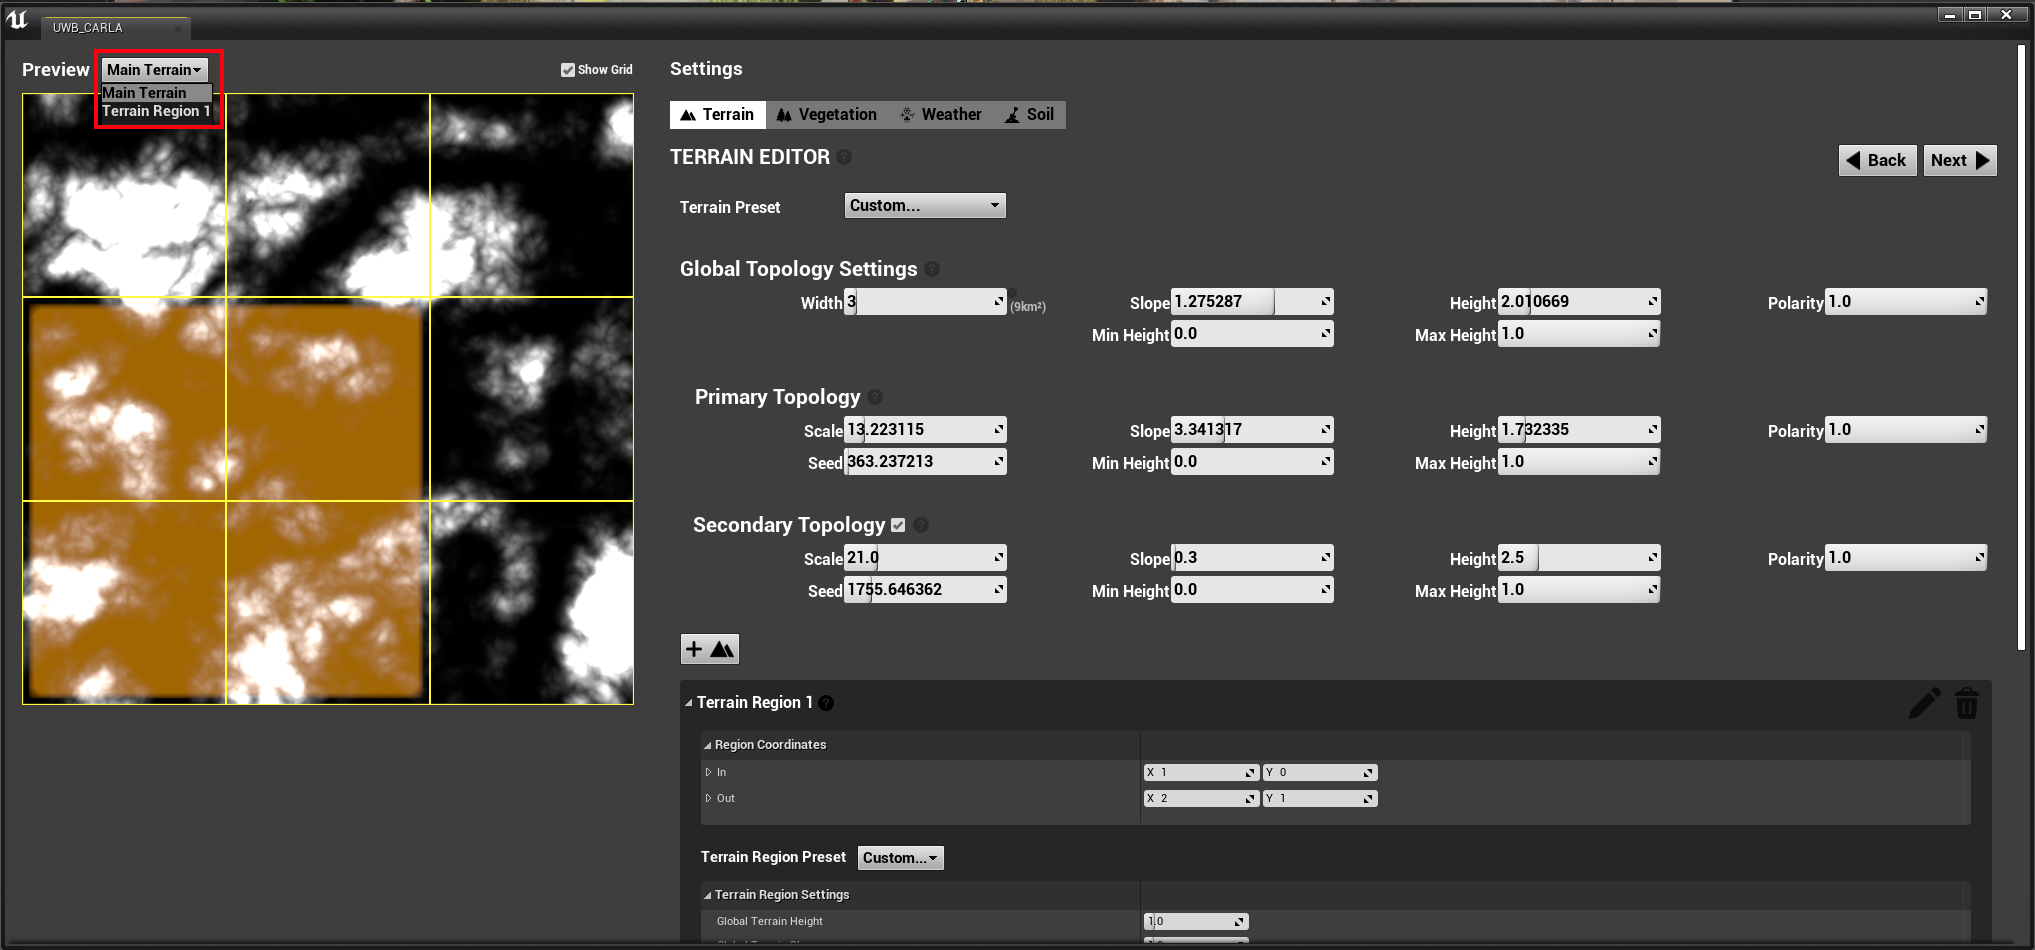 UWB_CARLA
Preview
Main Terrain
Main Terrain
Terrain Region 1
Show Grid
Settings
Terrain
Vegetation
Weather
Soil
TERRAIN EDITOR ?
Back
Next
Terrain Preset
Custom...
Global Topology Settings ?
Width 3 (9km²)
Slope 1.275287
Height 2.010669
Polarity 1.0
Min Height 0.0
Max Height 1.0
Primary Topology ?
Scale 13.223115
Slope 3.341317
Height 1.732335
Polarity 1.0
Seed 363.237213
Min Height 0.0
Max Height 1.0
Secondary Topology ?
Scale 21.0
Slope 0.3
Height 2.5
Polarity 1.0
Seed 1755.646362
Min Height 0.0
Max Height 1.0
+
Terrain Region 1 ?
Region Coordinates
In X 1 Y 0
Out X 2 Y 1
Terrain Region Preset
Custom...
Terrain Region Settings
Global Terrain Height 1.0